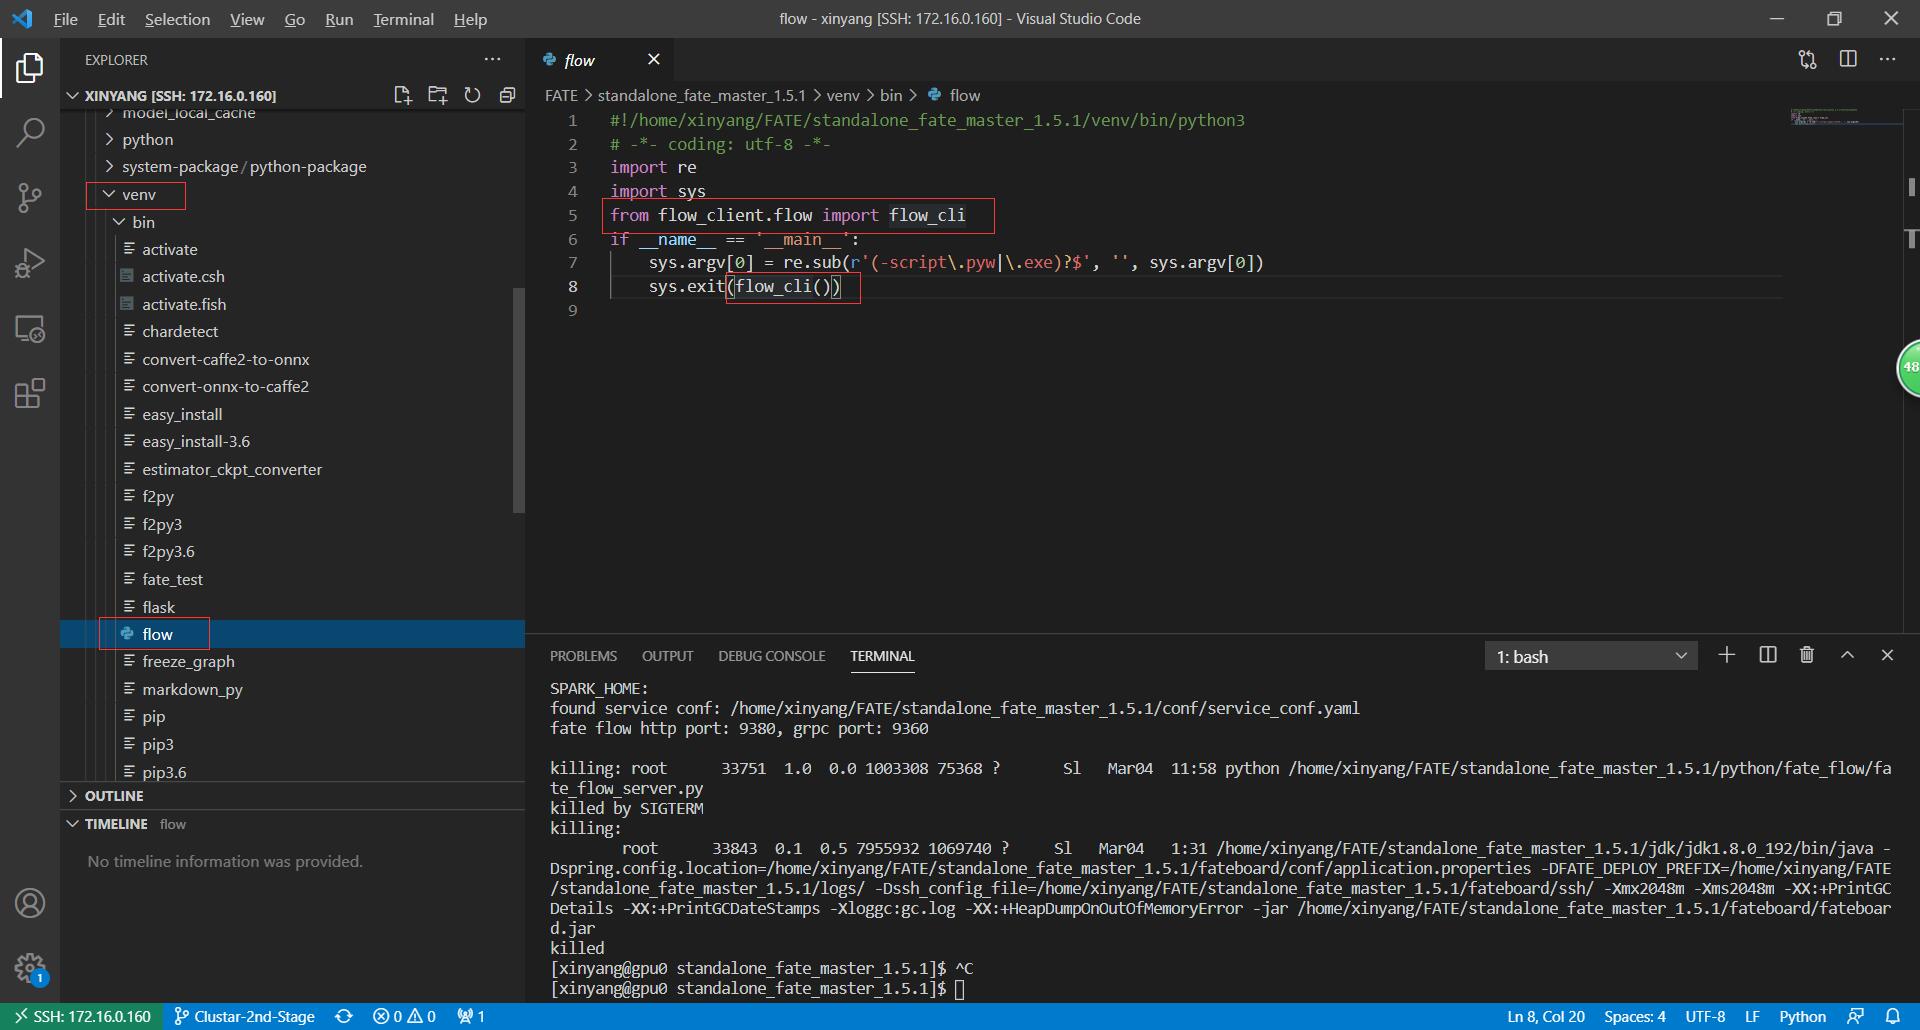 File Edit Selection View Go Run Terminal Help
flow - xinyang [SSH: 172.16.0.160] - Visual Studio Code
EXPLORER
XINYANG [SSH: 172.16.0.160]
model_local_cache
python
system-package / python-package
venv
bin
activate
activate.csh
activate.fish
chardetect
convert-caffe2-to-onnx
convert-onnx-to-caffe2
easy_install
easy_install-3.6
estimator_ckpt_converter
f2py
f2py3
f2py3.6
fate_test
flask
flow
freeze_graph
markdown_py
pip
pip3
pip3.6
OUTLINE
TIMELINE flow
No timeline information was provided.
1
flow
FATE > standalone_fate_master_1.5.1 > venv > bin > flow
1 #!/home/xinyang/FATE/standalone_fate_master_1.5.1/venv/bin/python3
2 # -*- coding: utf-8 -*-
3 import re
4 import sys
5 from flow_client.flow import flow_cli
6 if __name__ == '__main__':
7 sys.argv[0] = re.sub(r'(-script\.pyw|\.exe)?$', '', sys.argv[0])
8 sys.exit(flow_cli())
9
48
PROBLEMS OUTPUT DEBUG CONSOLE TERMINAL
1: bash
SPARK_HOME:
found service conf: /home/xinyang/FATE/standalone_fate_master_1.5.1/conf/service_conf.yaml
fate flow http port: 9380, grpc port: 9360
killing: root 33751 1.0 0.0 1003308 75368 ? Sl Mar04 11:58 python /home/xinyang/FATE/standalone_fate_master_1.5.1/python/fate_flow/fa
te_flow_server.py
killed by SIGTERM
killing:
root 33843 0.1 0.5 7955932 1069740 ? Sl Mar04 1:31 /home/xinyang/FATE/standalone_fate_master_1.5.1/jdk/jdk1.8.0_192/bin/java -
Dspring.config.location=/home/xinyang/FATE/standalone_fate_master_1.5.1/fateboard/conf/application.properties -DFATE_DEPLOY_PREFIX=/home/xinyang/FATE
/standalone_fate_master_1.5.1/logs/ -Dssh_config_file=/home/xinyang/FATE/standalone_fate_master_1.5.1/fateboard/ssh/ -Xmx2048m -Xms2048m -XX:+PrintGC
Details -XX:+PrintGCDateStamps -Xloggc:gc.log -XX:+HeapDumpOnOutOfMemoryError -jar /home/xinyang/FATE/standalone_fate_master_1.5.1/fateboard/fateboar
d.jar
killed
[xinyang@gpu0 standalone_fate_master_1.5.1]$ ^C
[xinyang@gpu0 standalone_fate_master_1.5.1]$
SSH: 172.16.0.160 Clustar-2nd-Stage 0 0 1 Ln 8, Col 20 Spaces: 4 UTF-8 LF Python